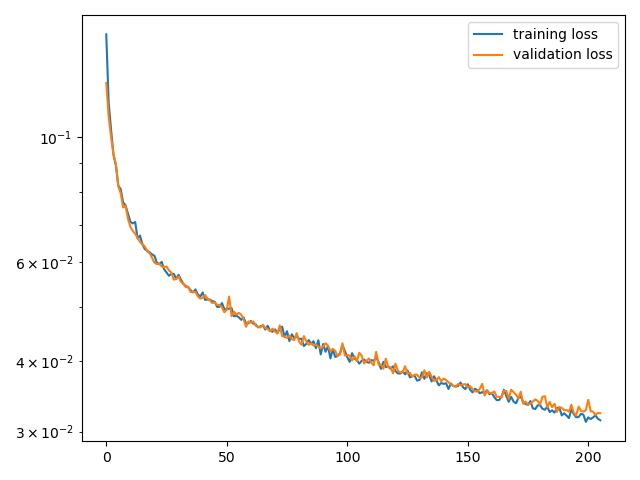 training loss
validation loss
10⁻¹
6 × 10⁻²
4 × 10⁻²
3 × 10⁻²
0 50 100 150 200